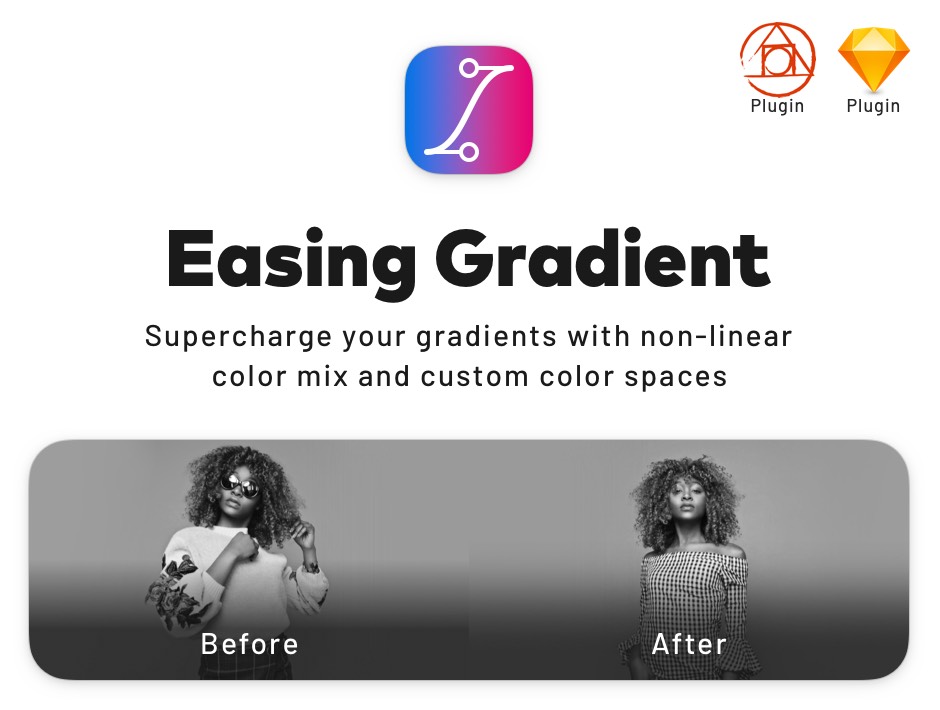 Plugin
Plugin
Easing Gradient
Supercharge your gradients with non-linear
color mix and custom color spaces
Before
After